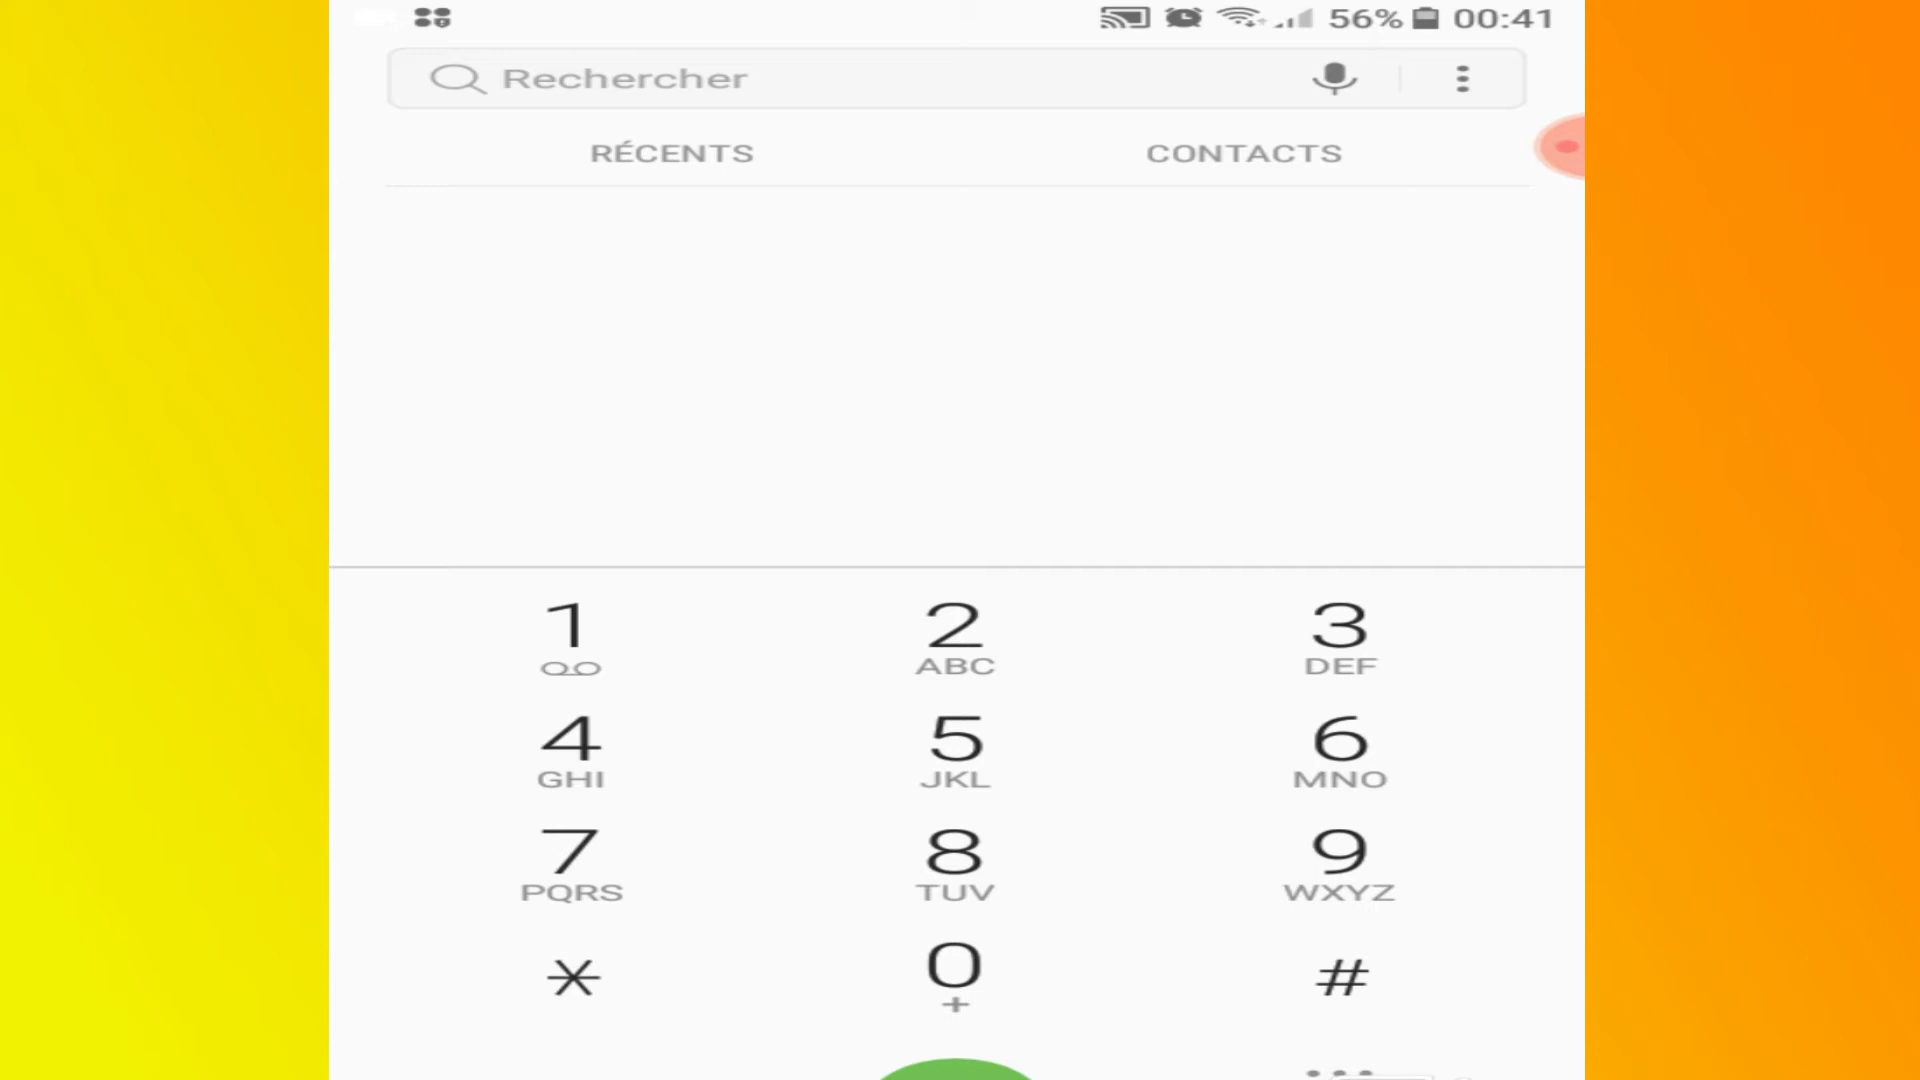 56% 00:41
Rechercher
RÉCENTS CONTACTS
1 2 3
ABC DEF
4 5 6
GHI JKL MNO
7 8 9
PQRS TUV WXYZ
* 0 #
+